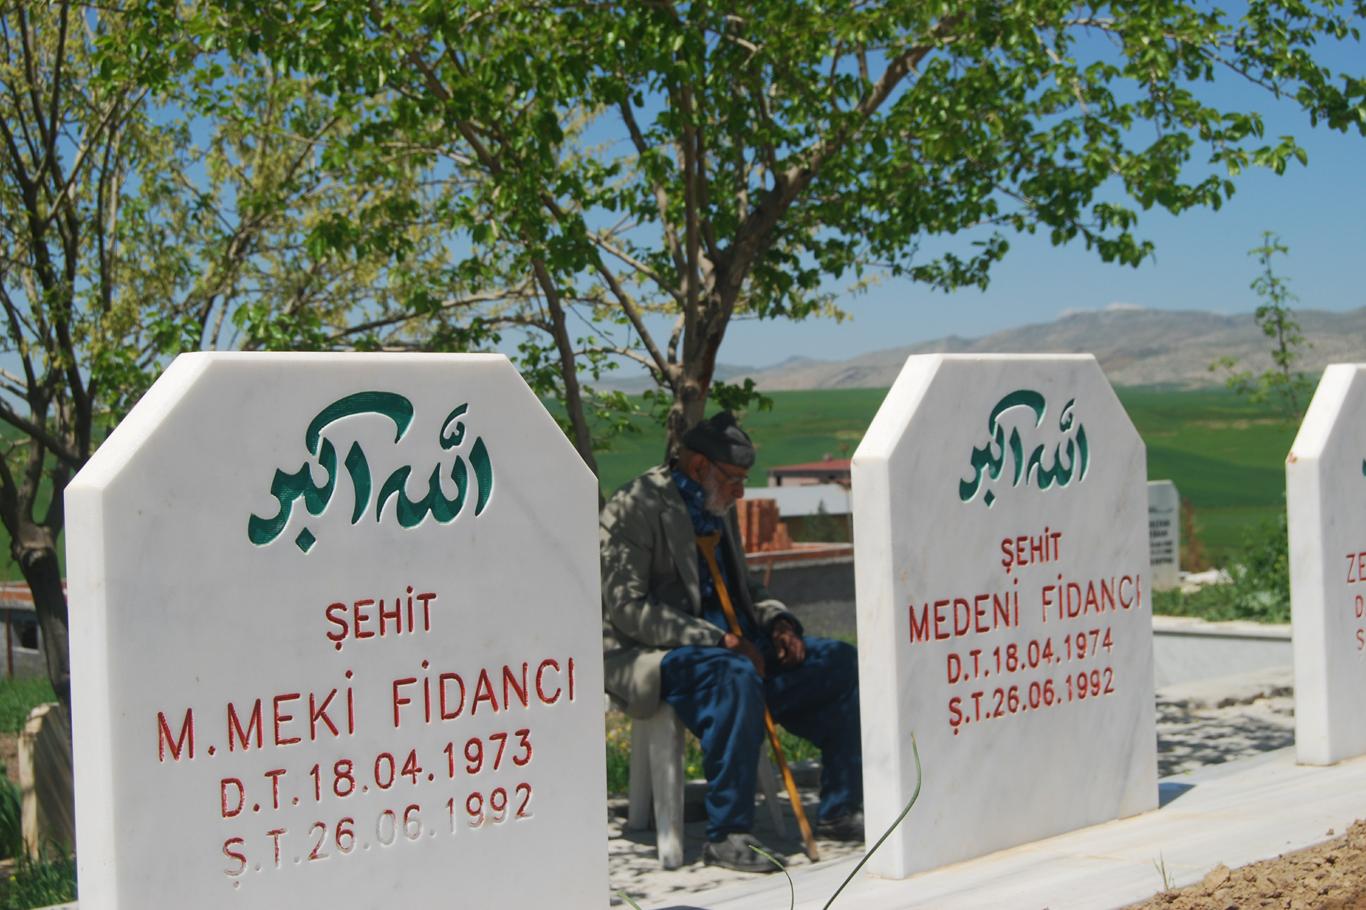 الله اكبر
ŞEHİT
M.MEKİ FİDANCI
D.T.18.04.1973
Ş.T.26.06.1992
الله اكبر
ŞEHİT
MEDENİ FİDANCI
D.T.18.04.1974
Ş.T.26.06.1992